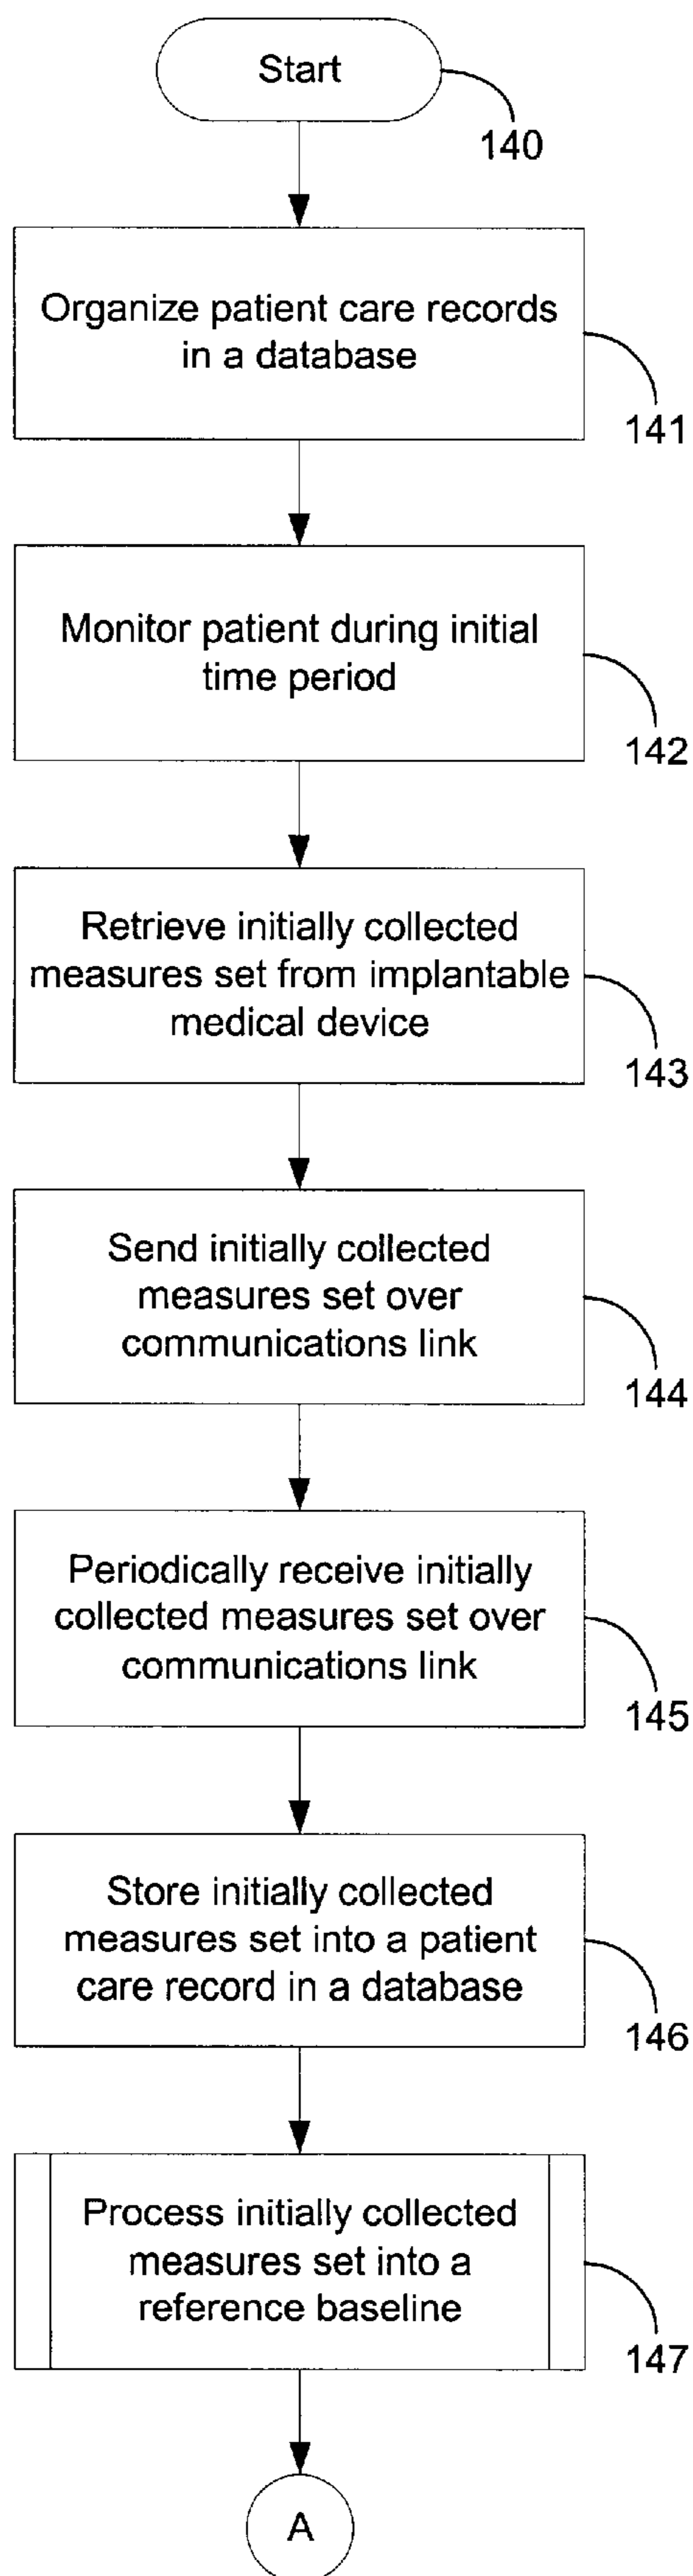 Start
140
Organize patient care records
in a database
141
Monitor patient during initial
time period
142
Retrieve initially collected
measures set from implantable
medical device
143
Send initially collected
measures set over
communications link
144
Periodically receive initially
collected measures set over
communications link
145
Store initially collected
measures set into a patient
care record in a database
146
Process initially collected
measures set into a
reference baseline
147
A